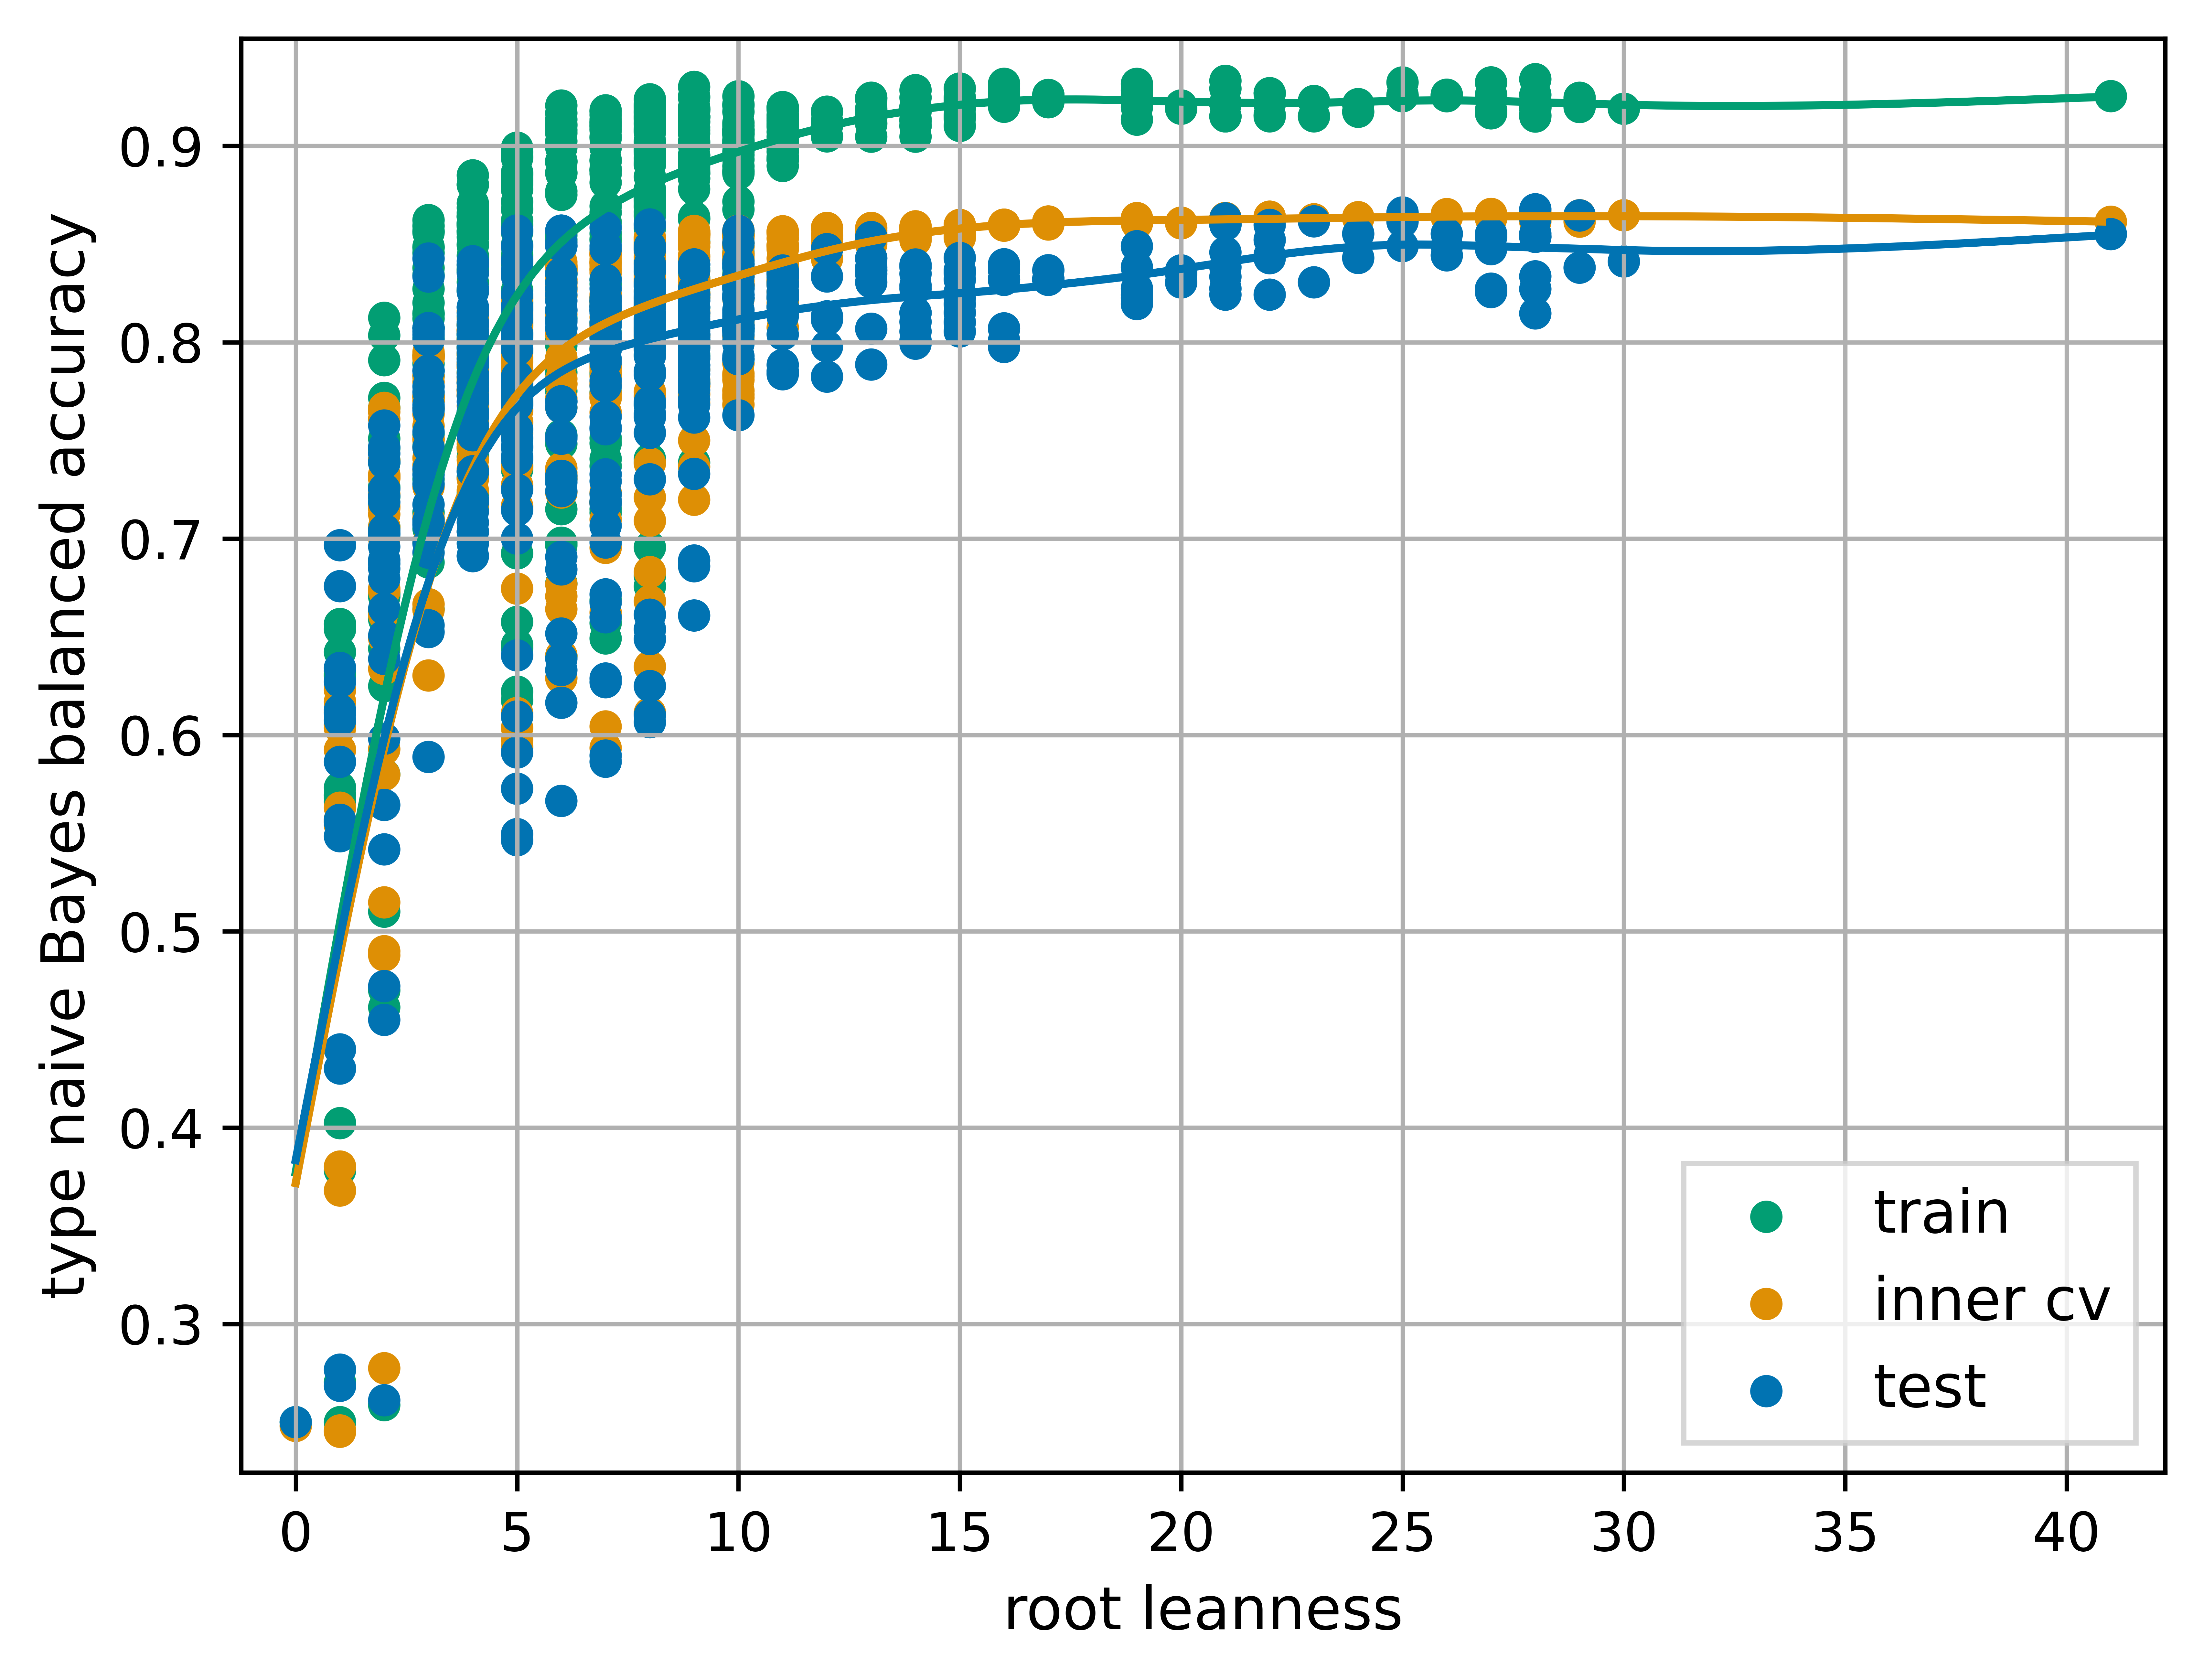 type naive Bayes balanced accuracy
0.9
0.8
0.7
0.6
0.5
0.4
0.3
train
inner cv
test
0 5 10 15 20 25 30 35 40
root leanness